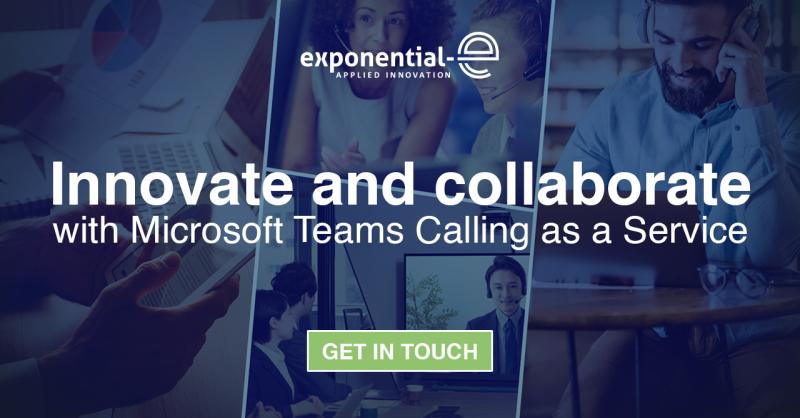 exponential-e
APPLIED INNOVATION
Innovate and collaborate
with Microsoft Teams Calling as a Service
GET IN TOUCH